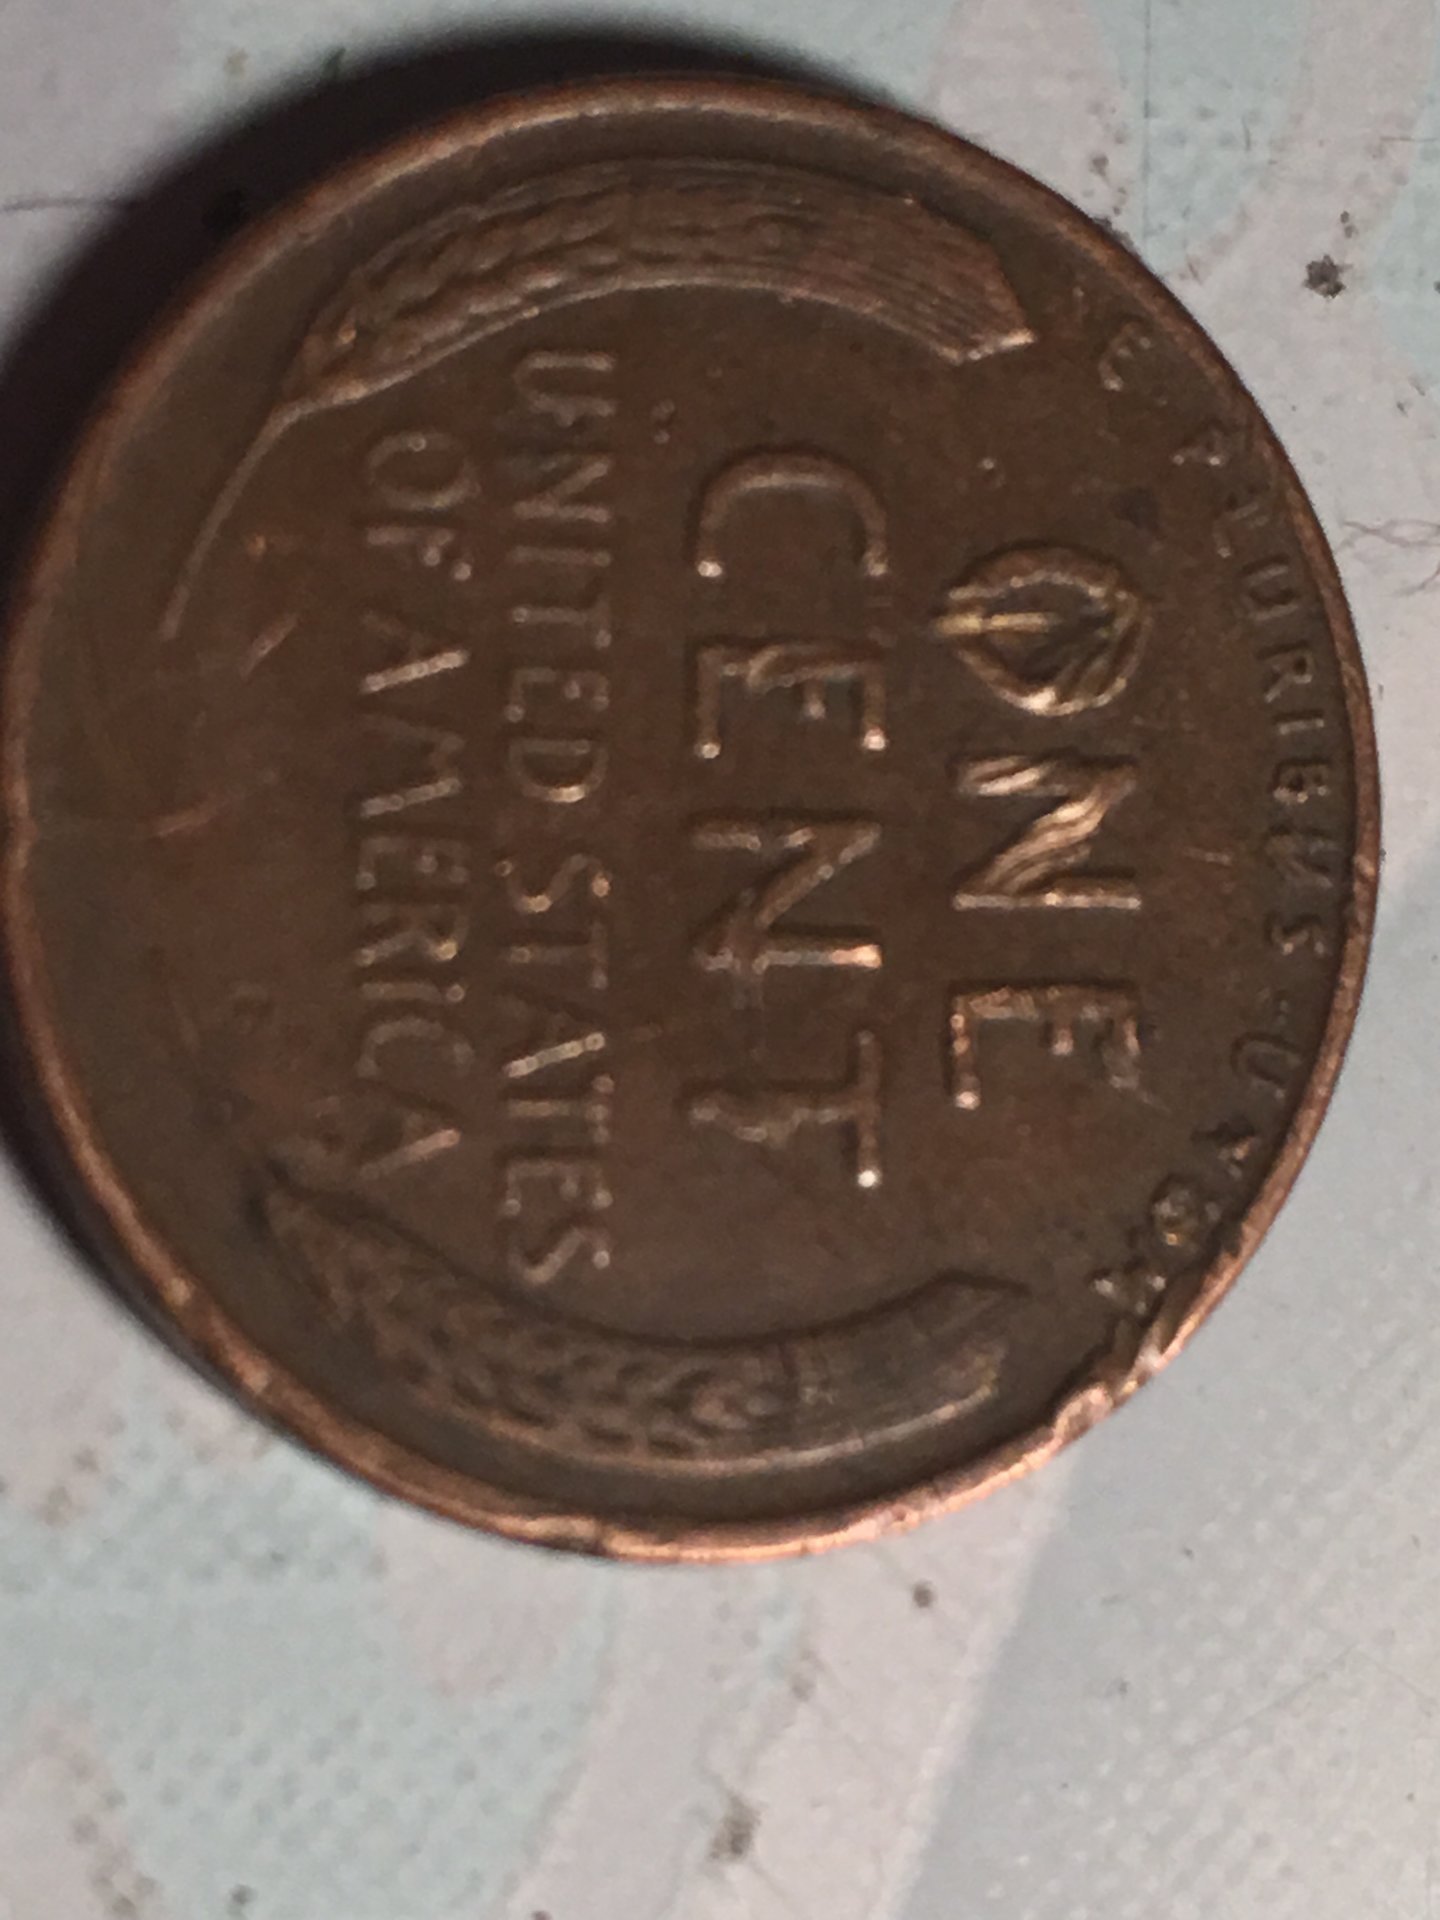 E PLURIBUS UNUM
ONE
CENT
UNITED STATES
OF AMERICA